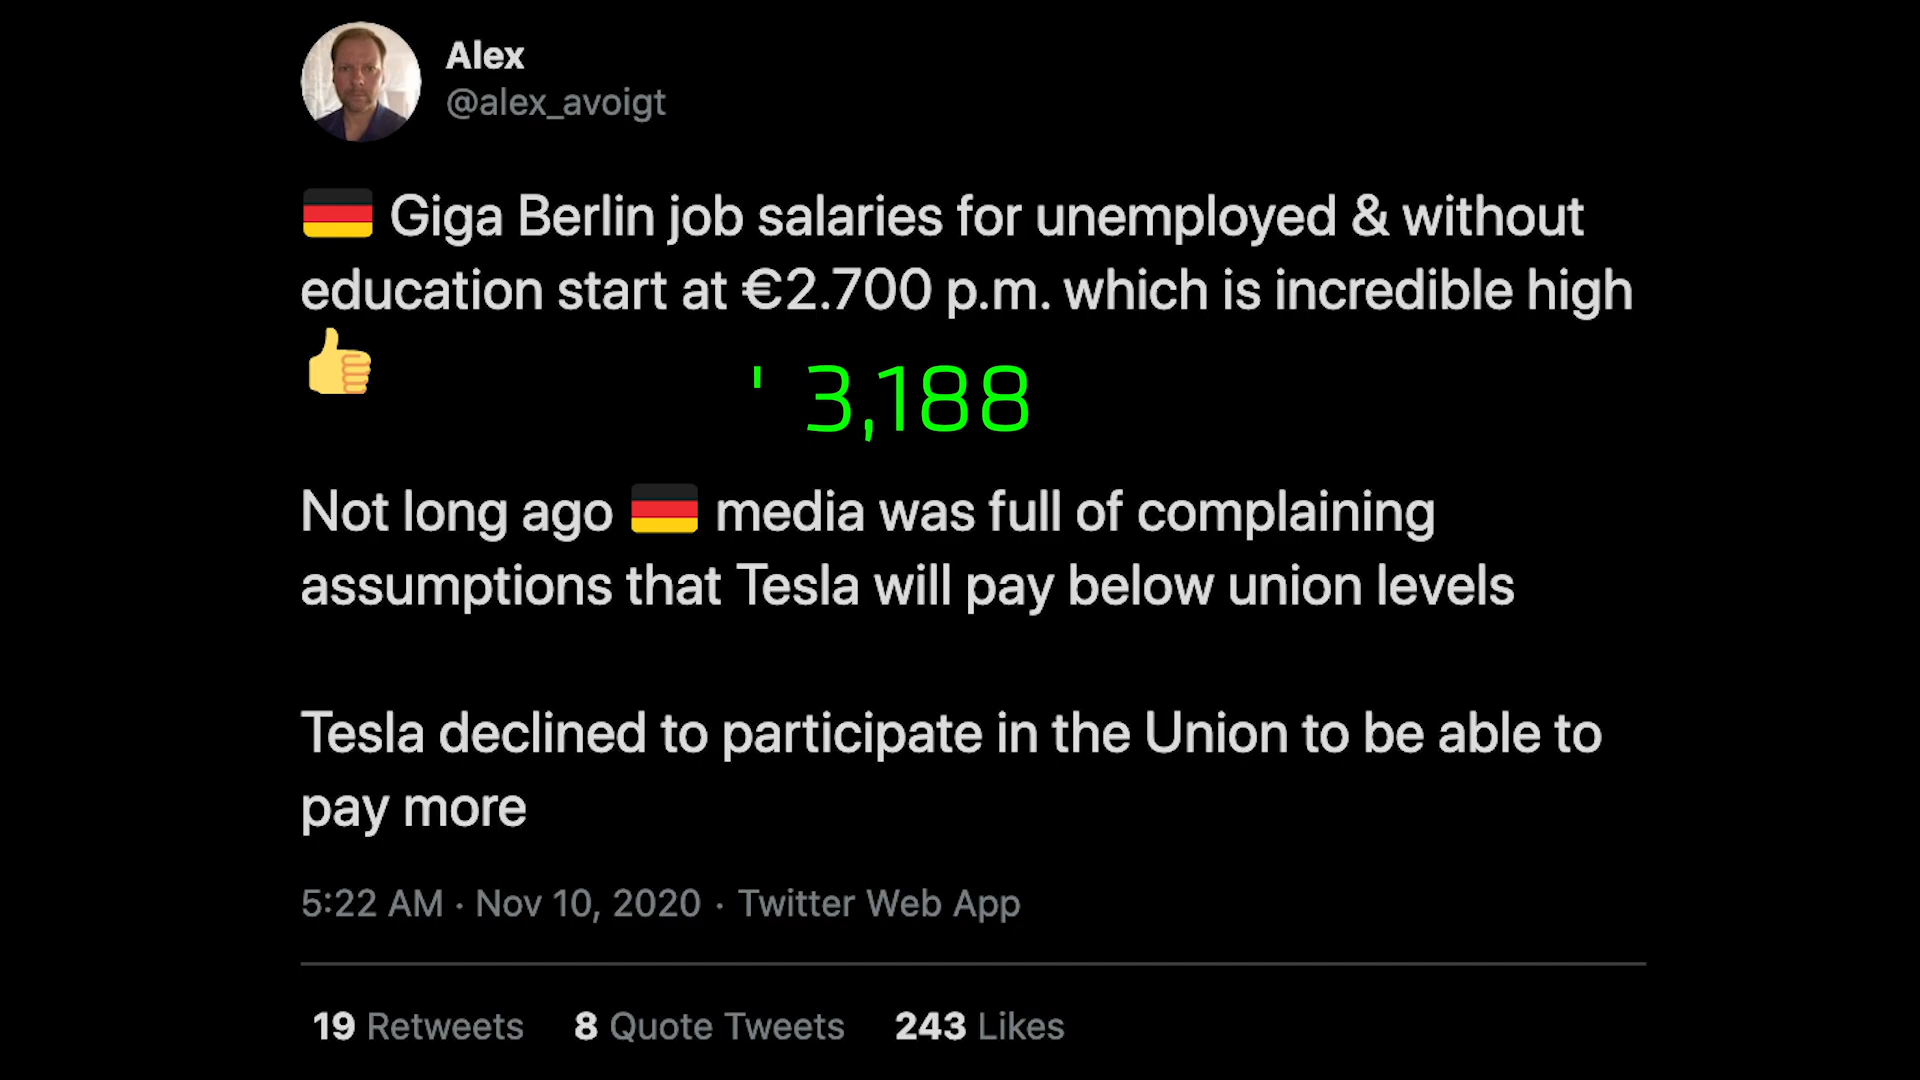 Alex
@alex_avoigt
🇩🇪 Giga Berlin job salaries for unemployed & without
education start at €2.700 p.m. which is incredible high
👍
' 3,188
Not long ago 🇩🇪 media was full of complaining
assumptions that Tesla will pay below union levels
Tesla declined to participate in the Union to be able to
pay more
5:22 AM · Nov 10, 2020 · Twitter Web App
19 Retweets 8 Quote Tweets 243 Likes